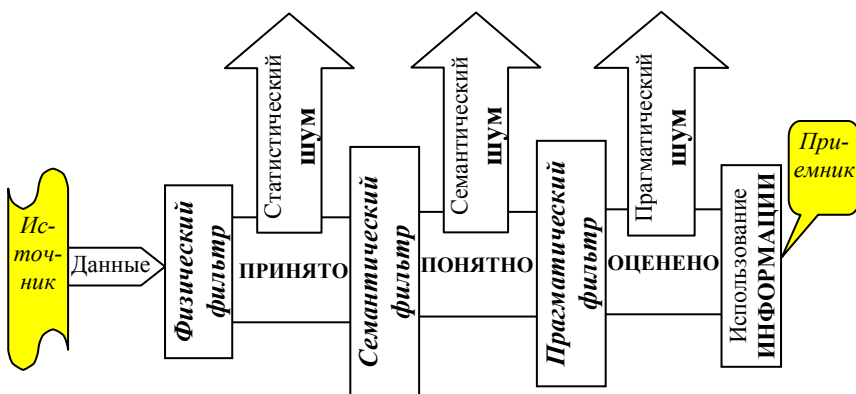 Ис-
точ-
ник
Данные
Физический
фильтр
ПРИНЯТО
Статистический
шум
Семантический
фильтр
ПОНЯТНО
Семантический
шум
Прагматический
фильтр
ОЦЕНЕНО
Прагматический
шум
Использование
ИНФОРМАЦИИ
При-
емник